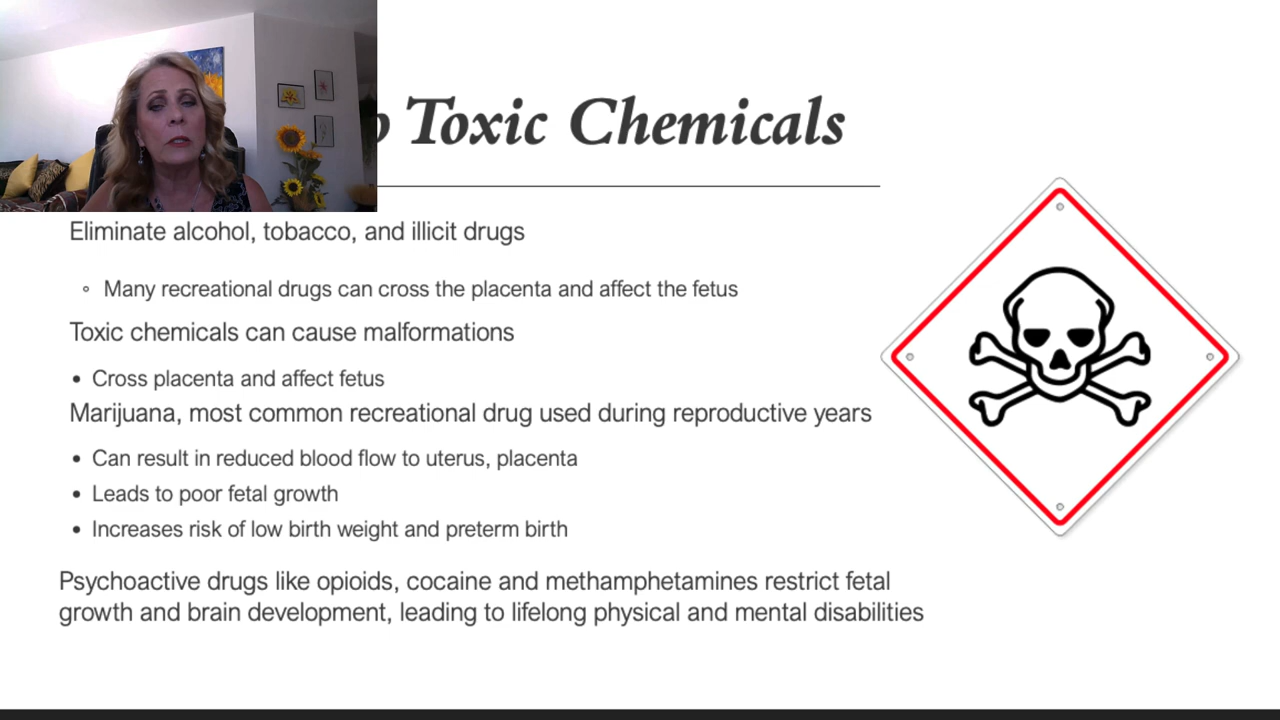 Toxic Chemicals
Eliminate alcohol, tobacco, and illicit drugs
Many recreational drugs can cross the placenta and affect the fetus
Toxic chemicals can cause malformations
Cross placenta and affect fetus
Marijuana, most common recreational drug used during reproductive years
Can result in reduced blood flow to uterus, placenta
Leads to poor fetal growth
Increases risk of low birth weight and preterm birth
Psychoactive drugs like opioids, cocaine and methamphetamines restrict fetal
growth and brain development, leading to lifelong physical and mental disabilities